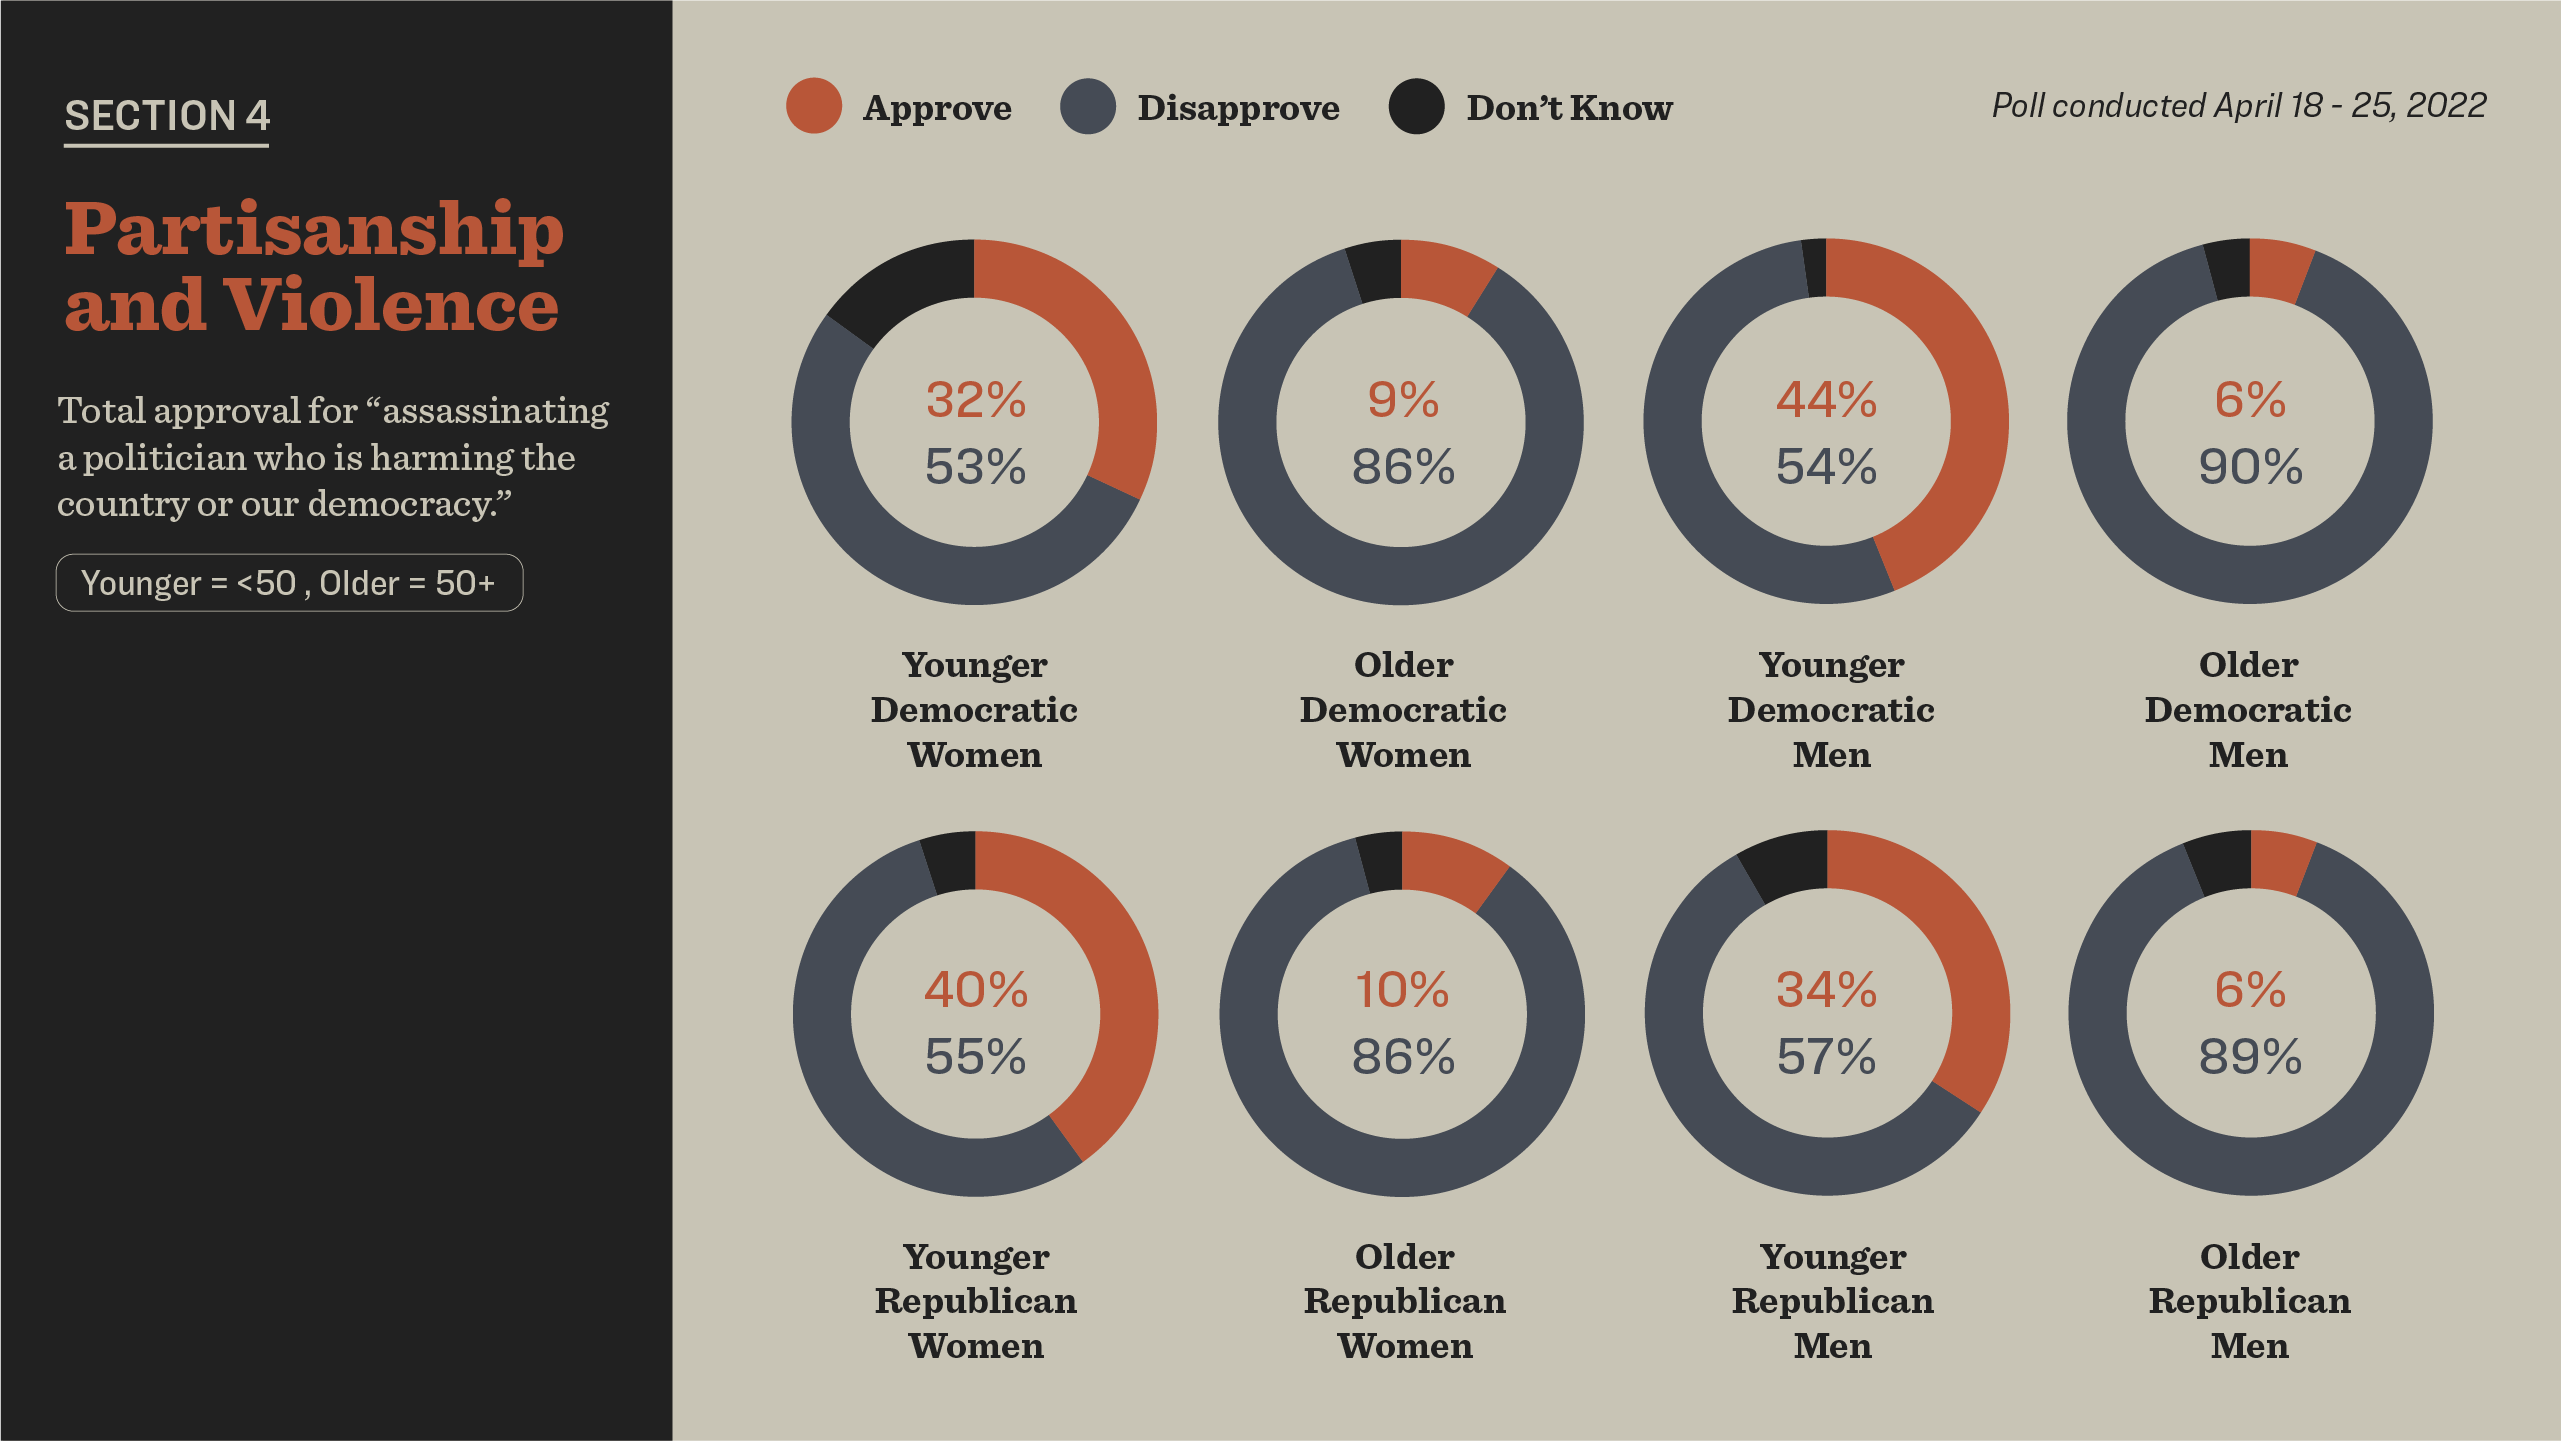 SECTION 4
Partisanship
and Violence
Total approval for “assassinating
a politician who is harming the
country or our democracy.”
Younger = <50 , Older = 50+
Approve
Disapprove
Don’t Know
Poll conducted April 18 - 25, 2022
32%
53%
Younger
Democratic
Women
9%
86%
Older
Democratic
Women
44%
54%
Younger
Democratic
Men
6%
90%
Older
Democratic
Men
40%
55%
Younger
Republican
Women
10%
86%
Older
Republican
Women
34%
57%
Younger
Republican
Men
6%
89%
Older
Republican
Men